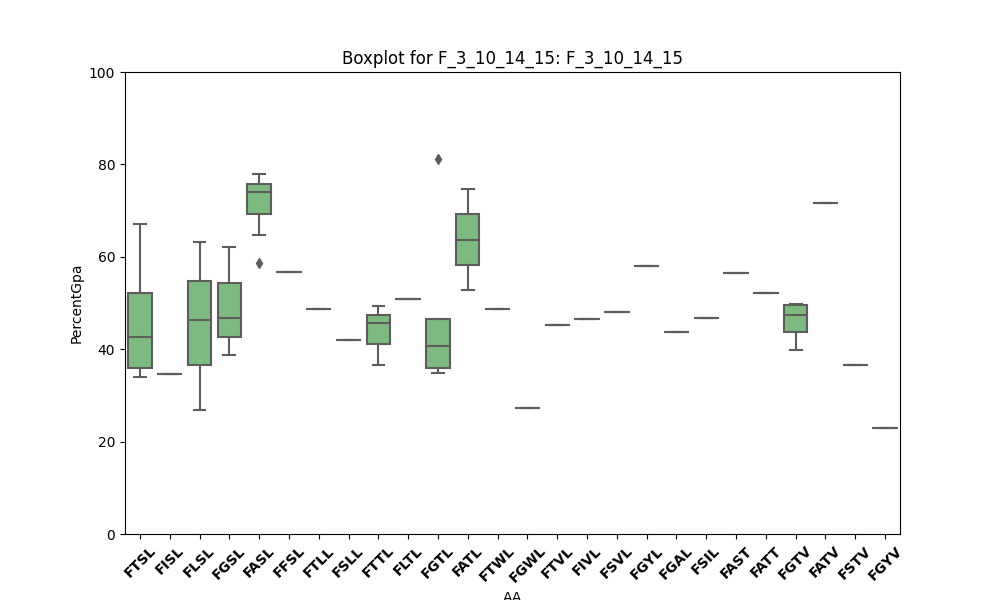 Boxplot for F_3_10_14_15: F_3_10_14_15
100
80
60
40
20
0
PercentGpa
FTSL FISL FLSL FGSL FASL FFSL FTLL FSLL FTTL FLTL FGTL FATL FTWL FGWL FTVL FIVL FSVL FGYL FGAL FSIL FAST FATT FGTV FATV FSTV FGYV
AA